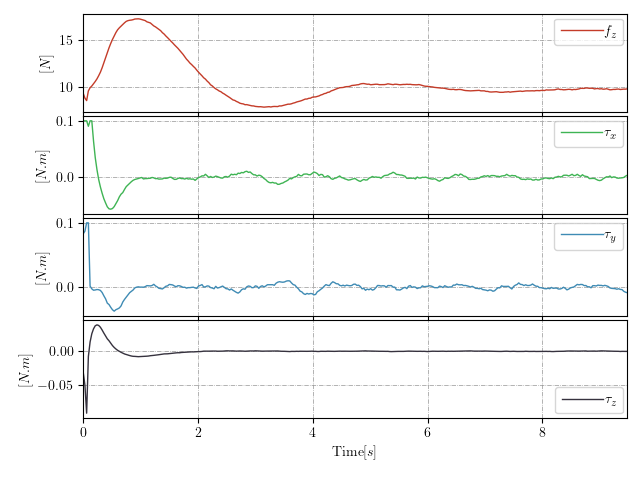 15
10
[N]
f_z
0.1
0.0
[N.m]
τ_x
0.1
0.0
[N.m]
τ_y
0.00
−0.05
[N.m]
τ_z
0 2 4 6 8
Time[s]